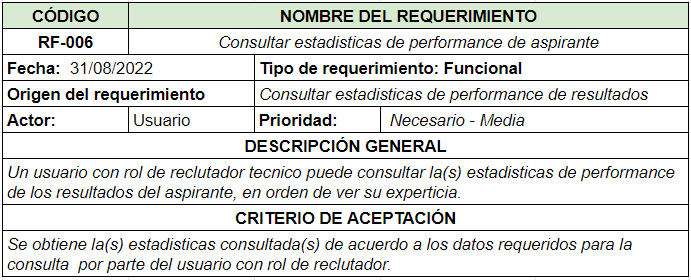 CÓDIGO NOMBRE DEL REQUERIMIENTO
RF-006 Consultar estadisticas de performance de aspirante
Fecha: 31/08/2022 Tipo de requerimiento: Funcional
Origen del requerimiento Consultar estadisticas de performance de resultados
Actor: Usuario Prioridad: Necesario - Media
DESCRIPCIÓN GENERAL
Un usuario con rol de reclutador tecnico puede consultar la(s) estadisticas de performance
de los resultados del aspirante, en orden de ver su experticia.
CRITERIO DE ACEPTACIÓN
Se obtiene la(s) estadisticas consultada(s) de acuerdo a los datos requeridos para la
consulta por parte del usuario con rol de reclutador.